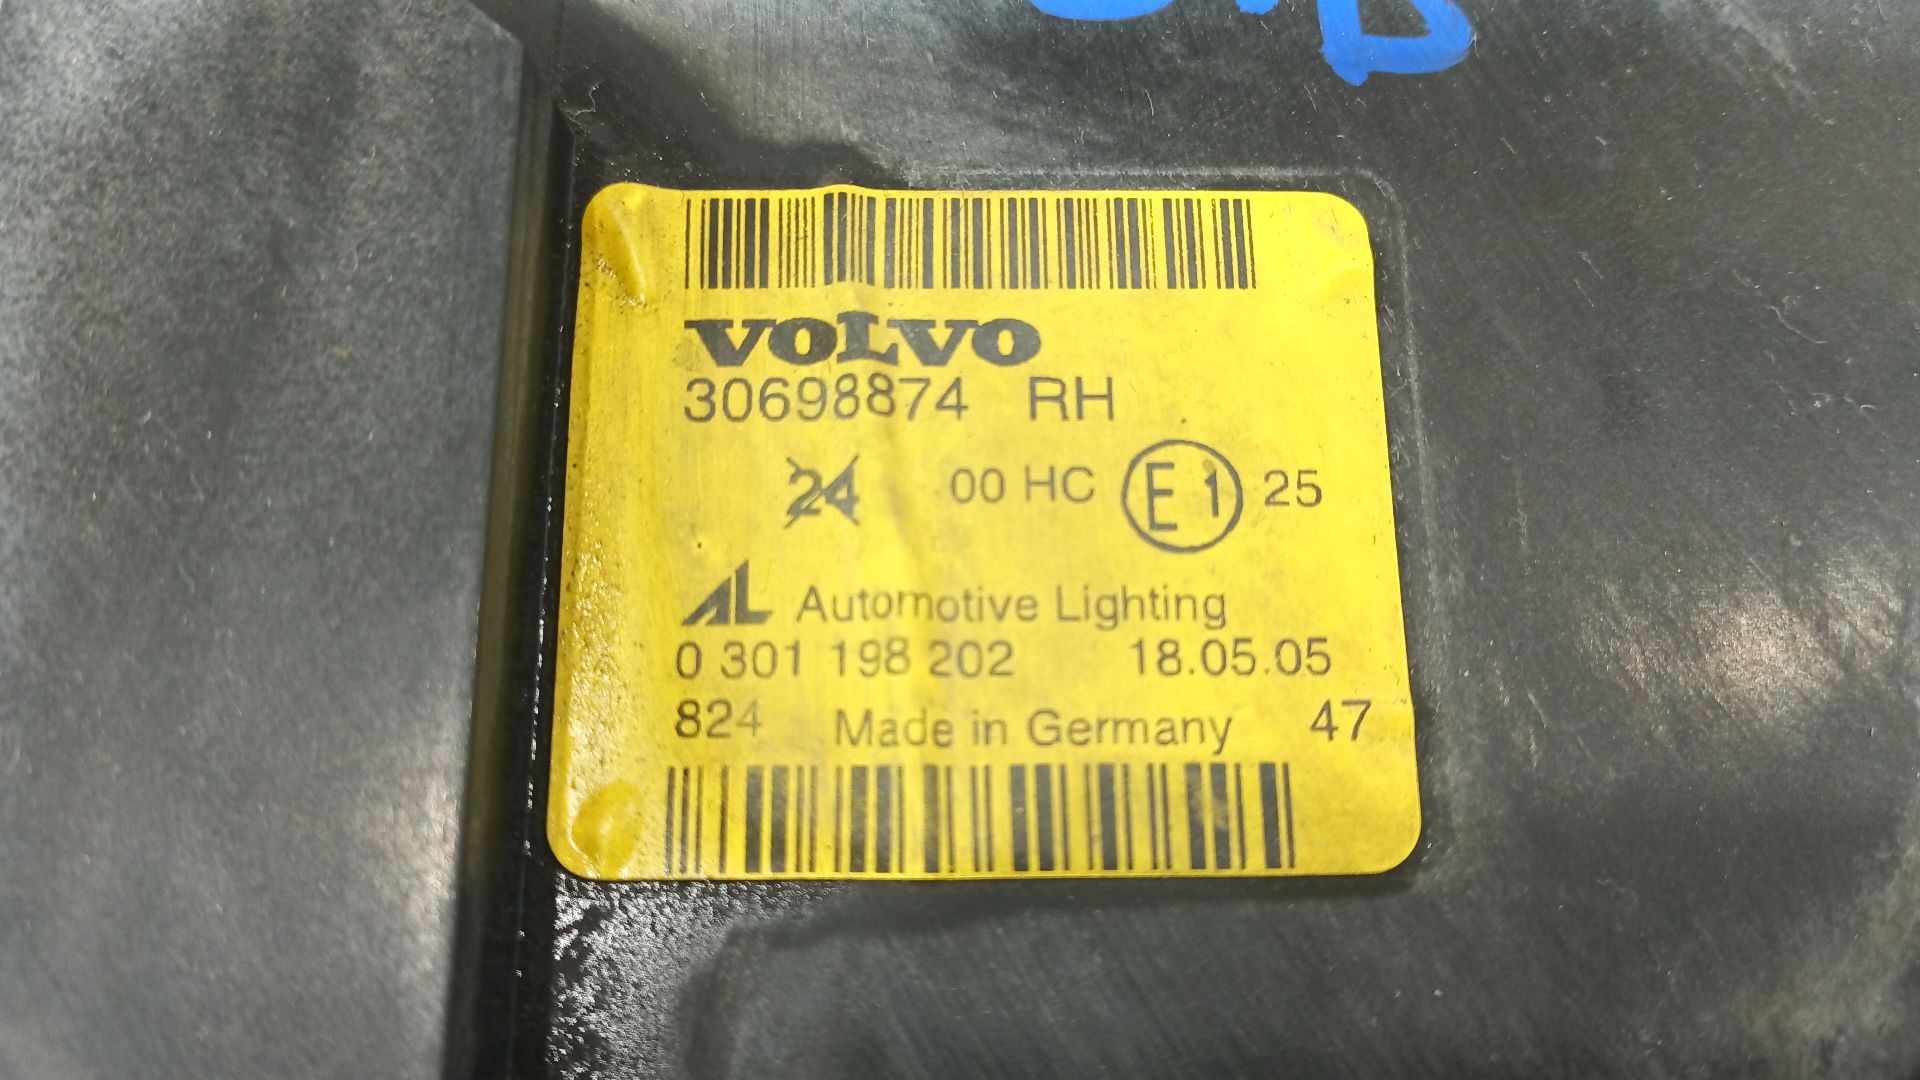 VOLVO
30698874 RH
24 00 HC E1 25
AL Automotive Lighting
0 301 198 202 18.05.05
824 Made in Germany 47